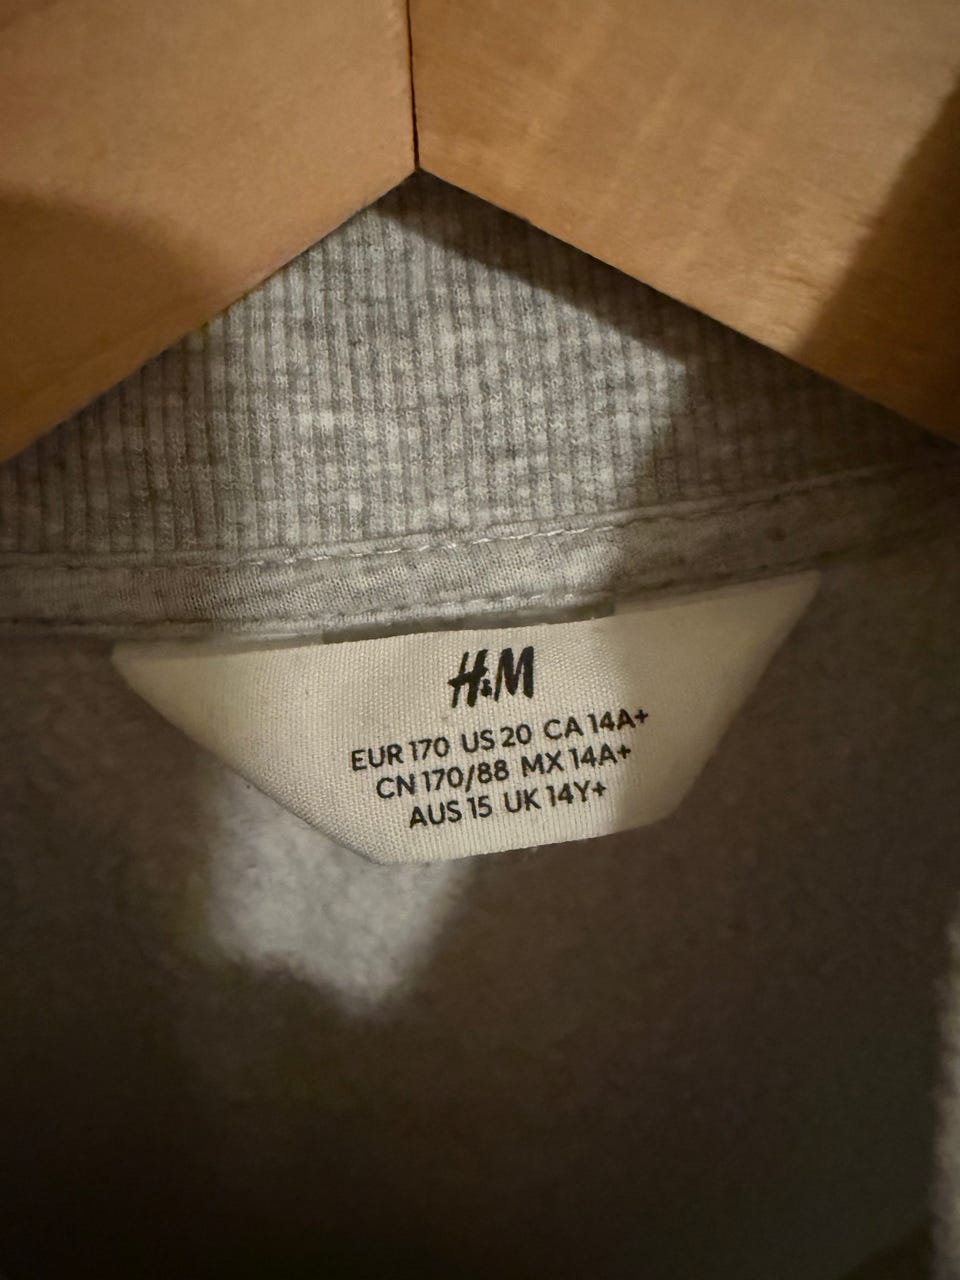 H&M
EUR 170 US 20 CA 14A+
CN 170/88 MX 14A+
AUS 15 UK 14Y+